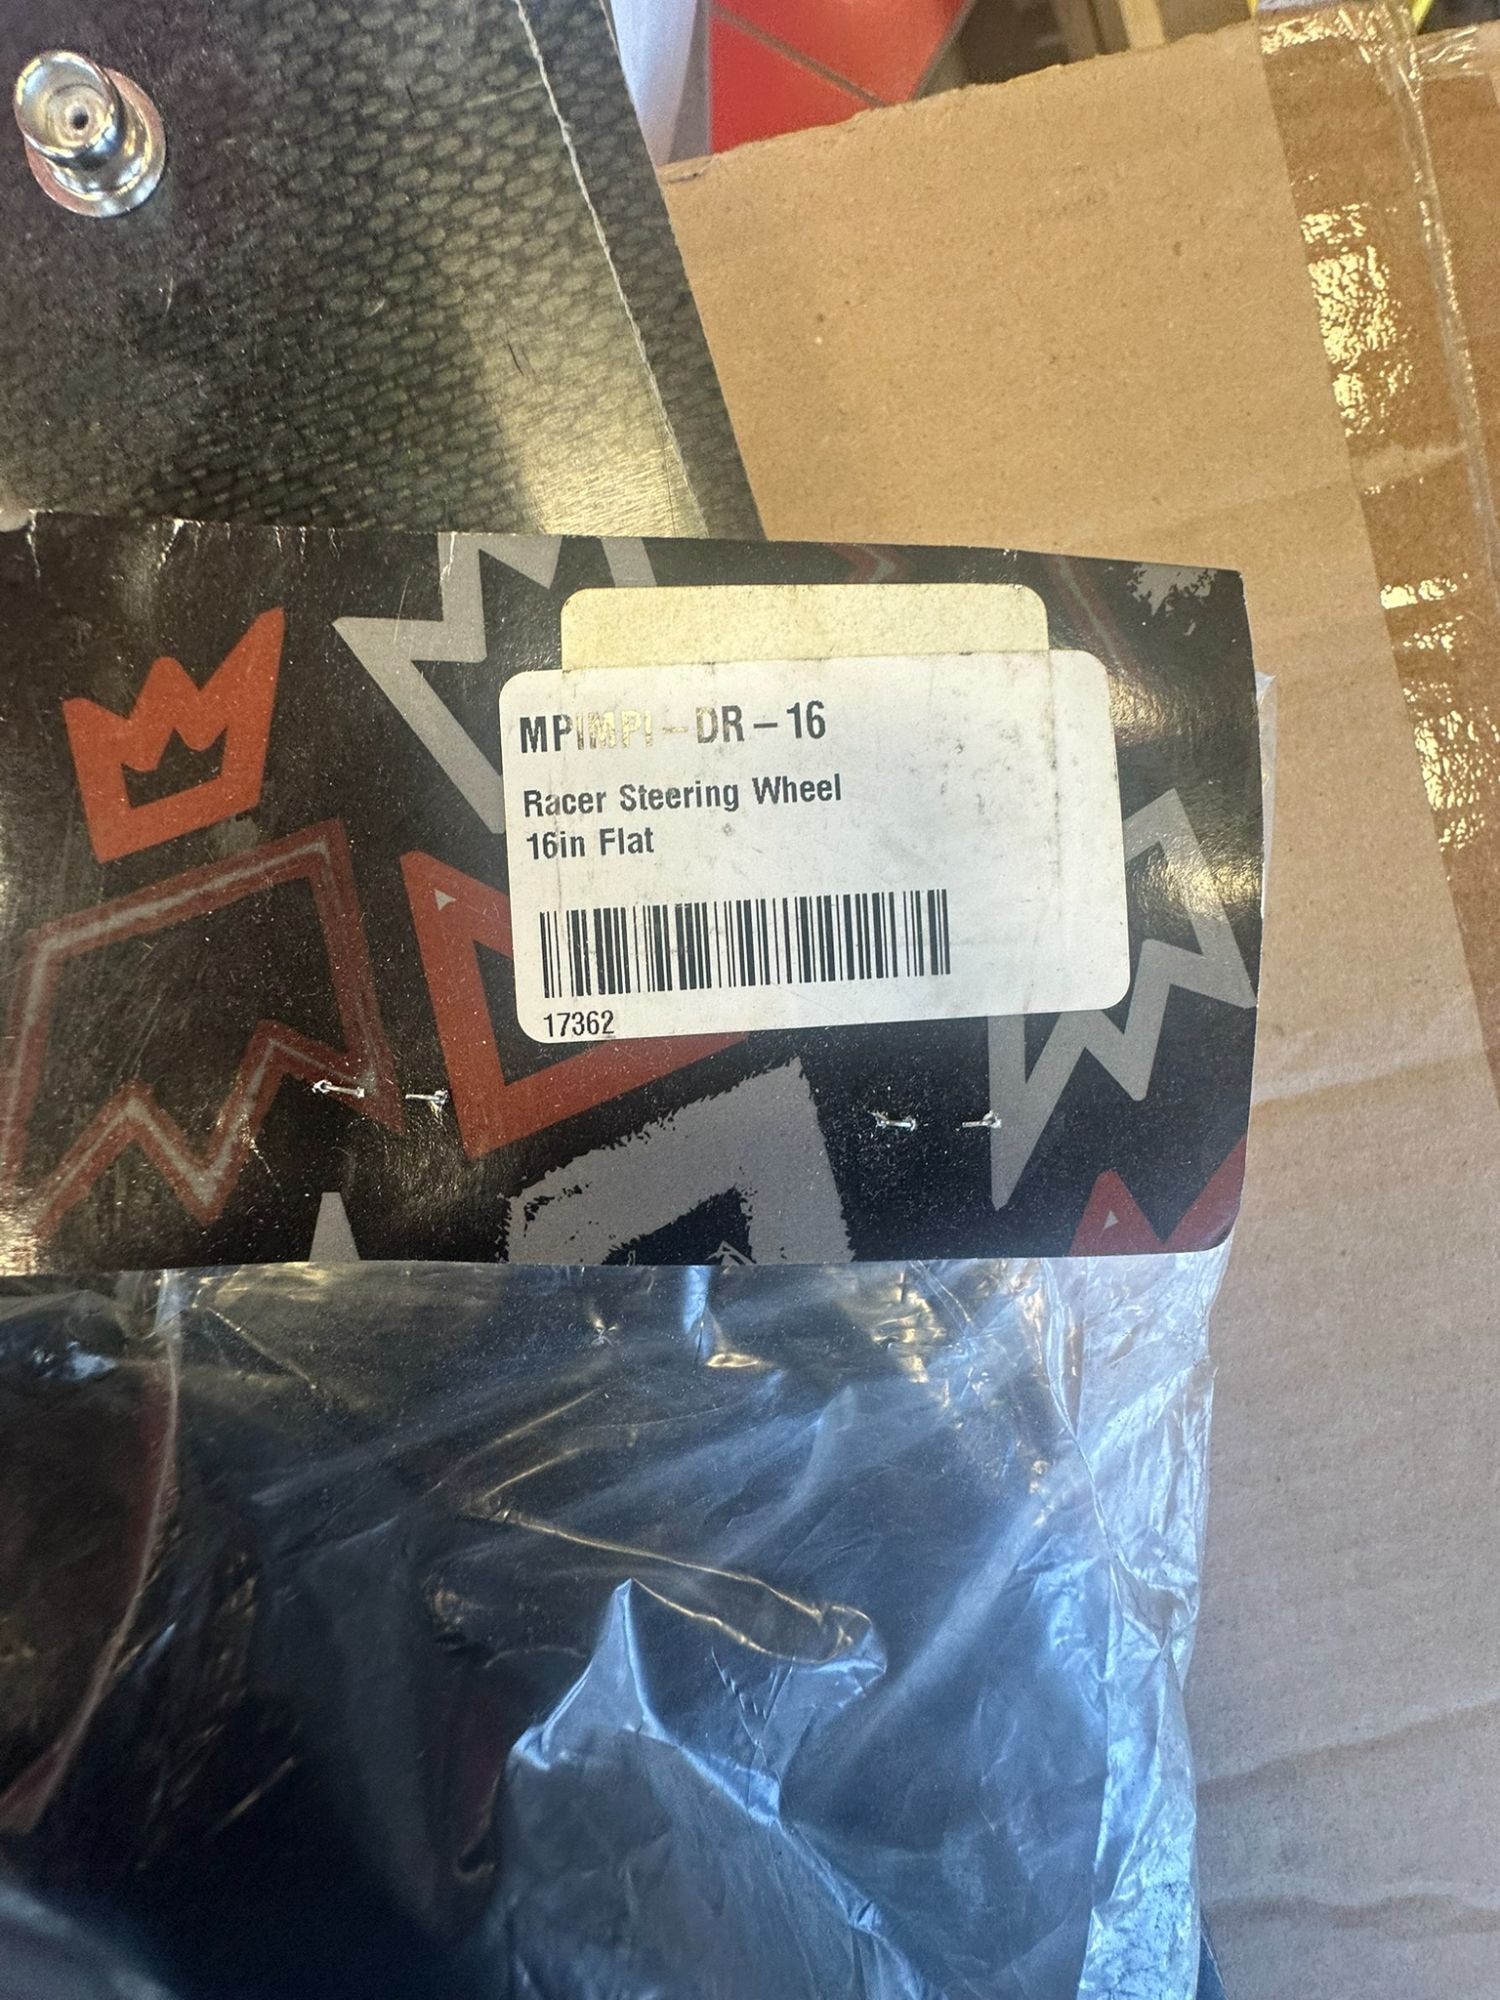 MPIMPI-DR-16
Racer Steering Wheel
16in Flat
17362